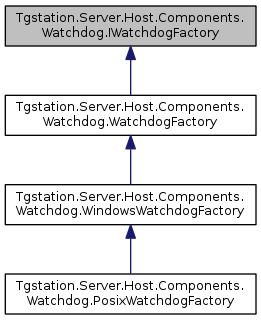 Tgstation.Server.Host.Components.
Watchdog.IWatchdogFactory
Tgstation.Server.Host.Components.
Watchdog.WatchdogFactory
Tgstation.Server.Host.Components.
Watchdog.WindowsWatchdogFactory
Tgstation.Server.Host.Components.
Watchdog.PosixWatchdogFactory